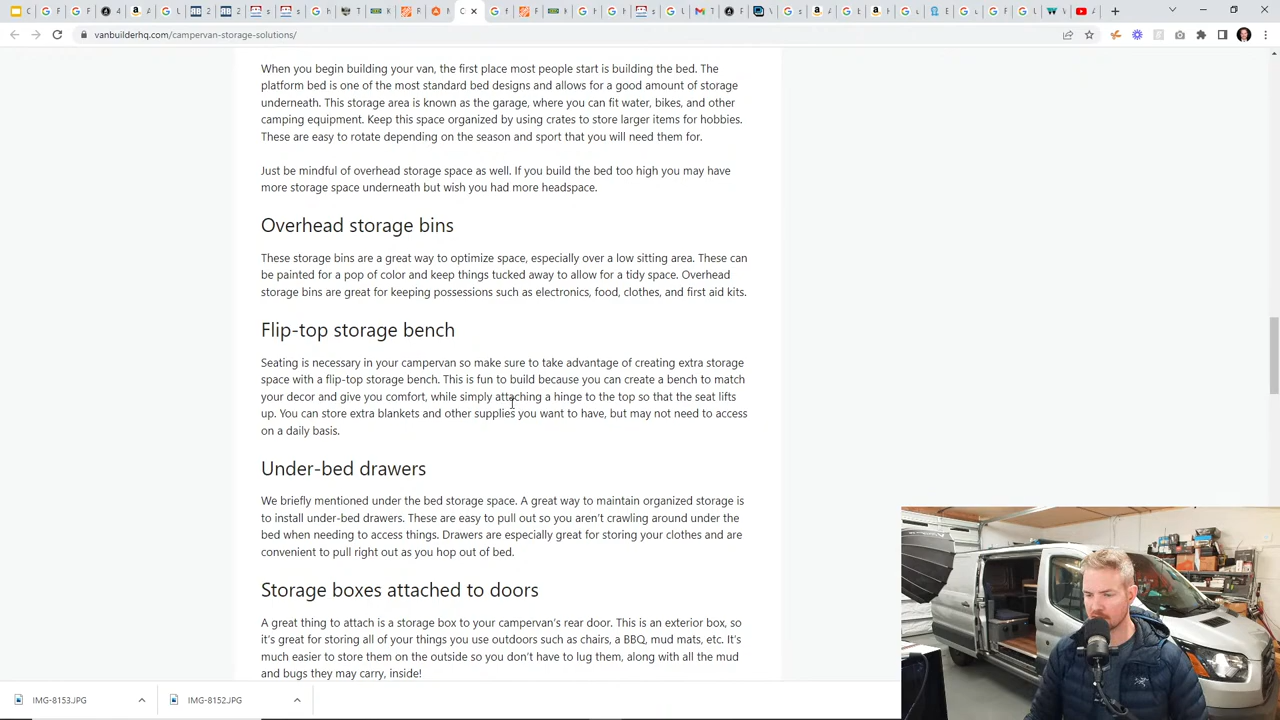 vanbuilderhq.com/campervan-storage-solutions/
When you begin building your van, the first place most people start is building the bed. The
platform bed is one of the most standard bed designs and allows for a good amount of storage
underneath. This storage area is known as the garage, where you can fit water, bikes, and other
camping equipment. Keep this space organized by using crates to store larger items for hobbies.
These are easy to rotate depending on the season and sport that you will need them for.
Just be mindful of overhead storage space as well. If you build the bed too high you may have
more storage space underneath but wish you had more headspace.
Overhead storage bins
These storage bins are a great way to optimize space, especially over a low sitting area. These can
be painted for a pop of color and keep things tucked away to allow for a tidy space. Overhead
storage bins are great for keeping possessions such as electronics, food, clothes, and first aid kits.
Flip-top storage bench
Seating is necessary in your campervan so make sure to take advantage of creating extra storage
space with a flip-top storage bench. This is fun to build because you can create a bench to match
your decor and give you comfort, while simply attaching a hinge to the top so that the seat lifts
up. You can store extra blankets and other supplies you want to have, but may not need to access
on a daily basis.
Under-bed drawers
We briefly mentioned under the bed storage space. A great way to maintain organized storage is
to install under-bed drawers. These are easy to pull out so you aren’t crawling around under the
bed when needing to access things. Drawers are especially great for storing your clothes and are
convenient to pull right out as you hop out of bed.
Storage boxes attached to doors
A great thing to attach is a storage box to your campervan’s rear door. This is an exterior box, so
it’s great for storing all of your things you use outdoors such as chairs, a BBQ, mud mats, etc. It’s
much easier to store them on the outside so you don’t have to lug them, along with all the mud
and bugs they may carry, inside!
IMG-8153.JPG
IMG-8152.JPG